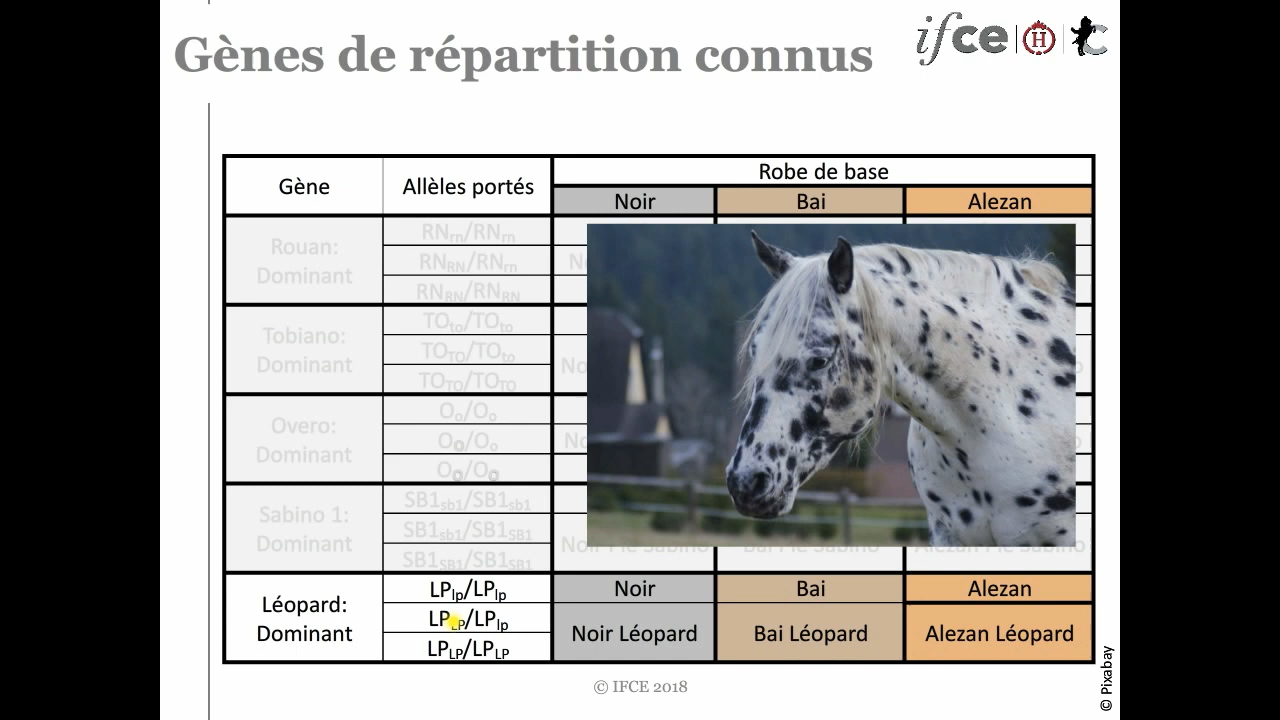 Gènes de répartition connus
ifce
H
Gène
Allèles portés
Robe de base
Noir
Bai
Alezan
Rouan:
Dominant
RNrn/RNrn
RNRN/RNrn
RNRN/RNRN
Tobiano:
Dominant
TOto/TOto
TOTO/TOto
TOTO/TOTO
Overo:
Dominant
Oo/Oo
OO/Oo
OO/OO
Sabino 1:
Dominant
SB1sb1/SB1sb1
SB1sb1/SB1SB1
SB1SB1/SB1SB1
Léopard:
Dominant
LPlp/LPlp
LPLP/LPlp
LPLP/LPLP
Noir
Bai
Alezan
Noir Léopard
Bai Léopard
Alezan Léopard
© IFCE 2018
© Pixabay